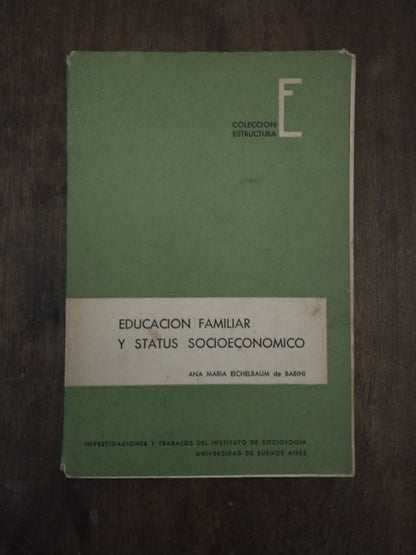 E
COLECCION
ESTRUCTURA
EDUCACION FAMILIAR
Y STATUS SOCIOECONOMICO
ANA MARIA EICHELBAUM de BABINI
INVESTIGACIONES Y TRABAJOS DEL INSTITUTO DE SOCIOLOGIA
UNIVERSIDAD DE BUENOS AIRES